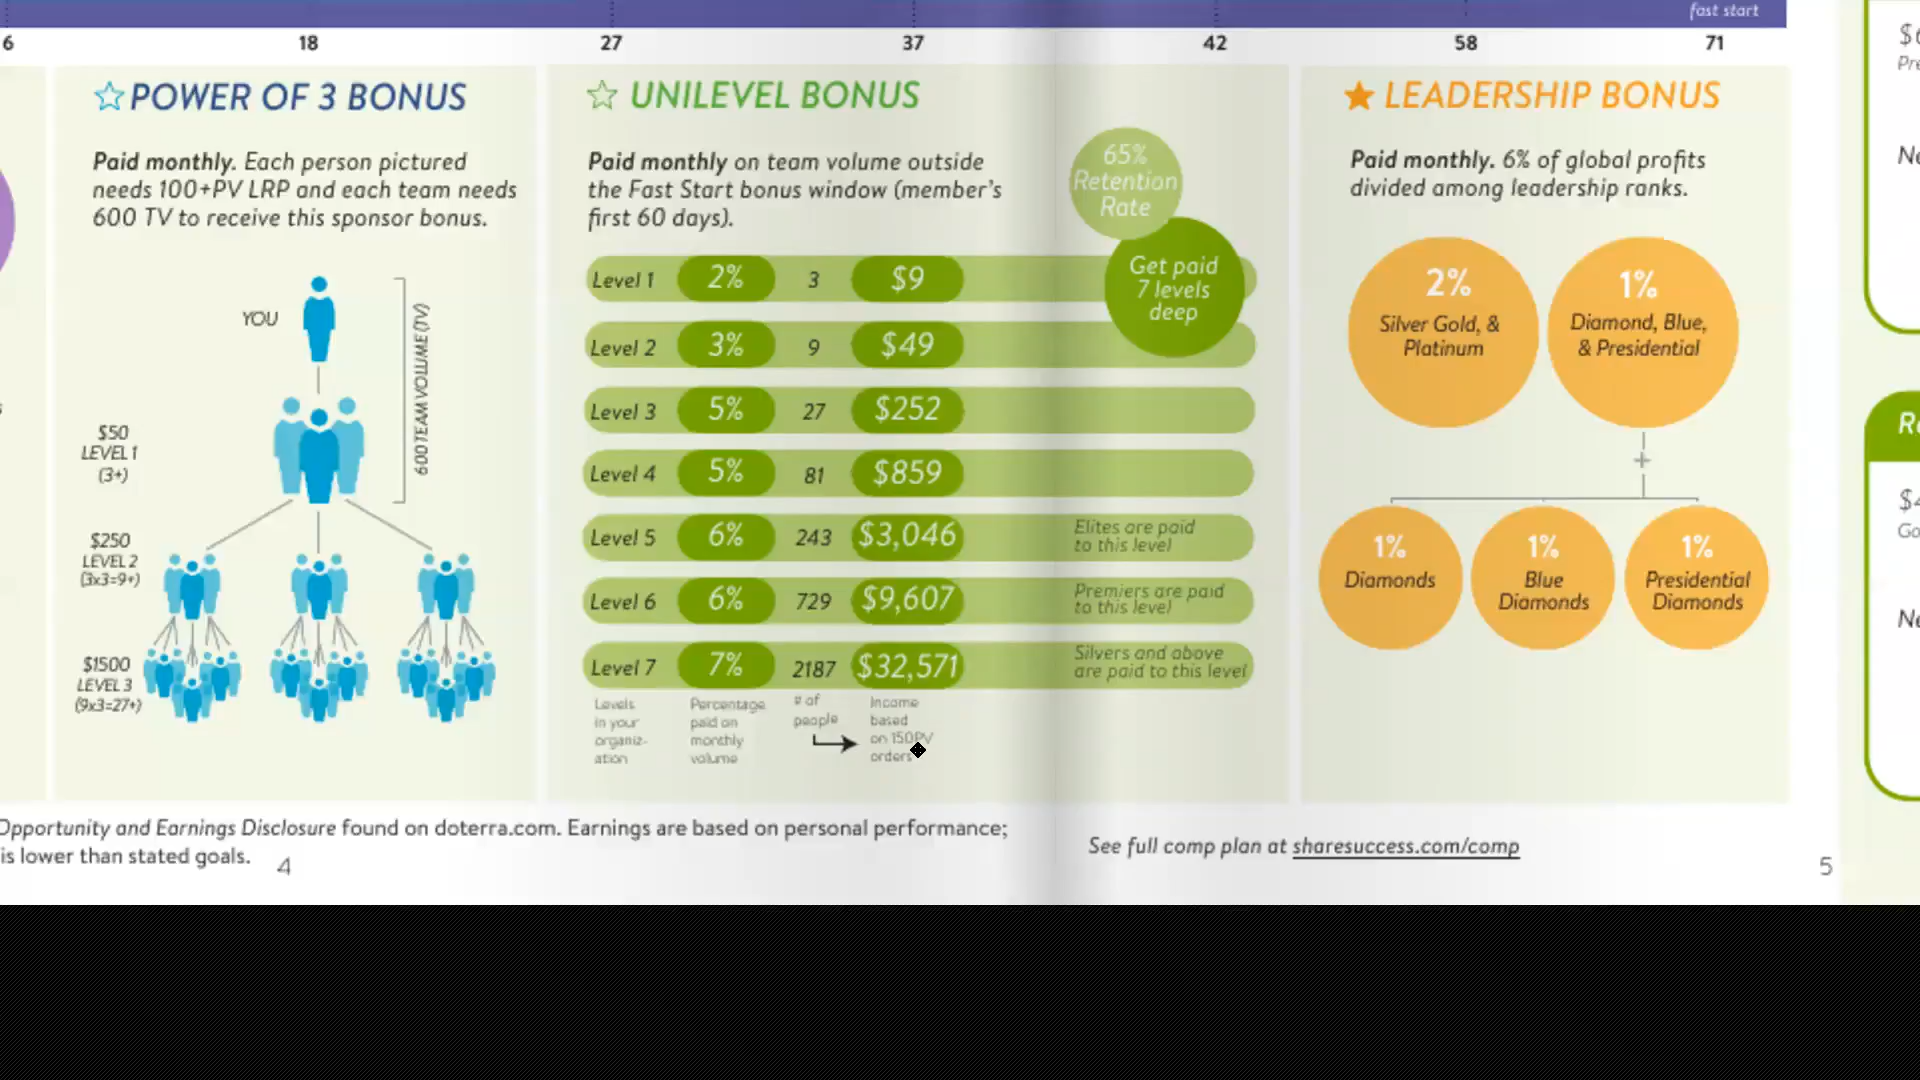 fast start
6 18 27 37 42 58 71
POWER OF 3 BONUS
Paid monthly. Each person pictured
needs 100+PV LRP and each team needs
600 TV to receive this sponsor bonus.
YOU
600 TEAM VOLUME (TV)
$50
LEVEL 1
(3+)
$250
LEVEL 2
(3x3=9+)
$1500
LEVEL 3
(9x3=27+)
UNILEVEL BONUS
Paid monthly on team volume outside
the Fast Start bonus window (member's
first 60 days).
65%
Retention
Rate
Get paid
7 levels
deep
Level 1 2% 3 $9
Level 2 3% 9 $49
Level 3 5% 27 $252
Level 4 5% 81 $859
Level 5 6% 243 $3,046
Elites are paid
to this level
Level 6 6% 729 $9,607
Premiers are paid
to this level
Level 7 7% 2187 $32,571
Silvers and above
are paid to this level
Levels
in your
organiz-
ation
Percentage
paid on
monthly
volume
# of
people
Income
based
on 150PV
orders
LEADERSHIP BONUS
Paid monthly. 6% of global profits
divided among leadership ranks.
2%
Silver Gold, &
Platinum
1%
Diamond, Blue,
& Presidential
+
1%
Diamonds
1%
Blue
Diamonds
1%
Presidential
Diamonds
Opportunity and Earnings Disclosure found on doterra.com. Earnings are based on personal performance;
is lower than stated goals.
4
See full comp plan at sharesuccess.com/comp
5